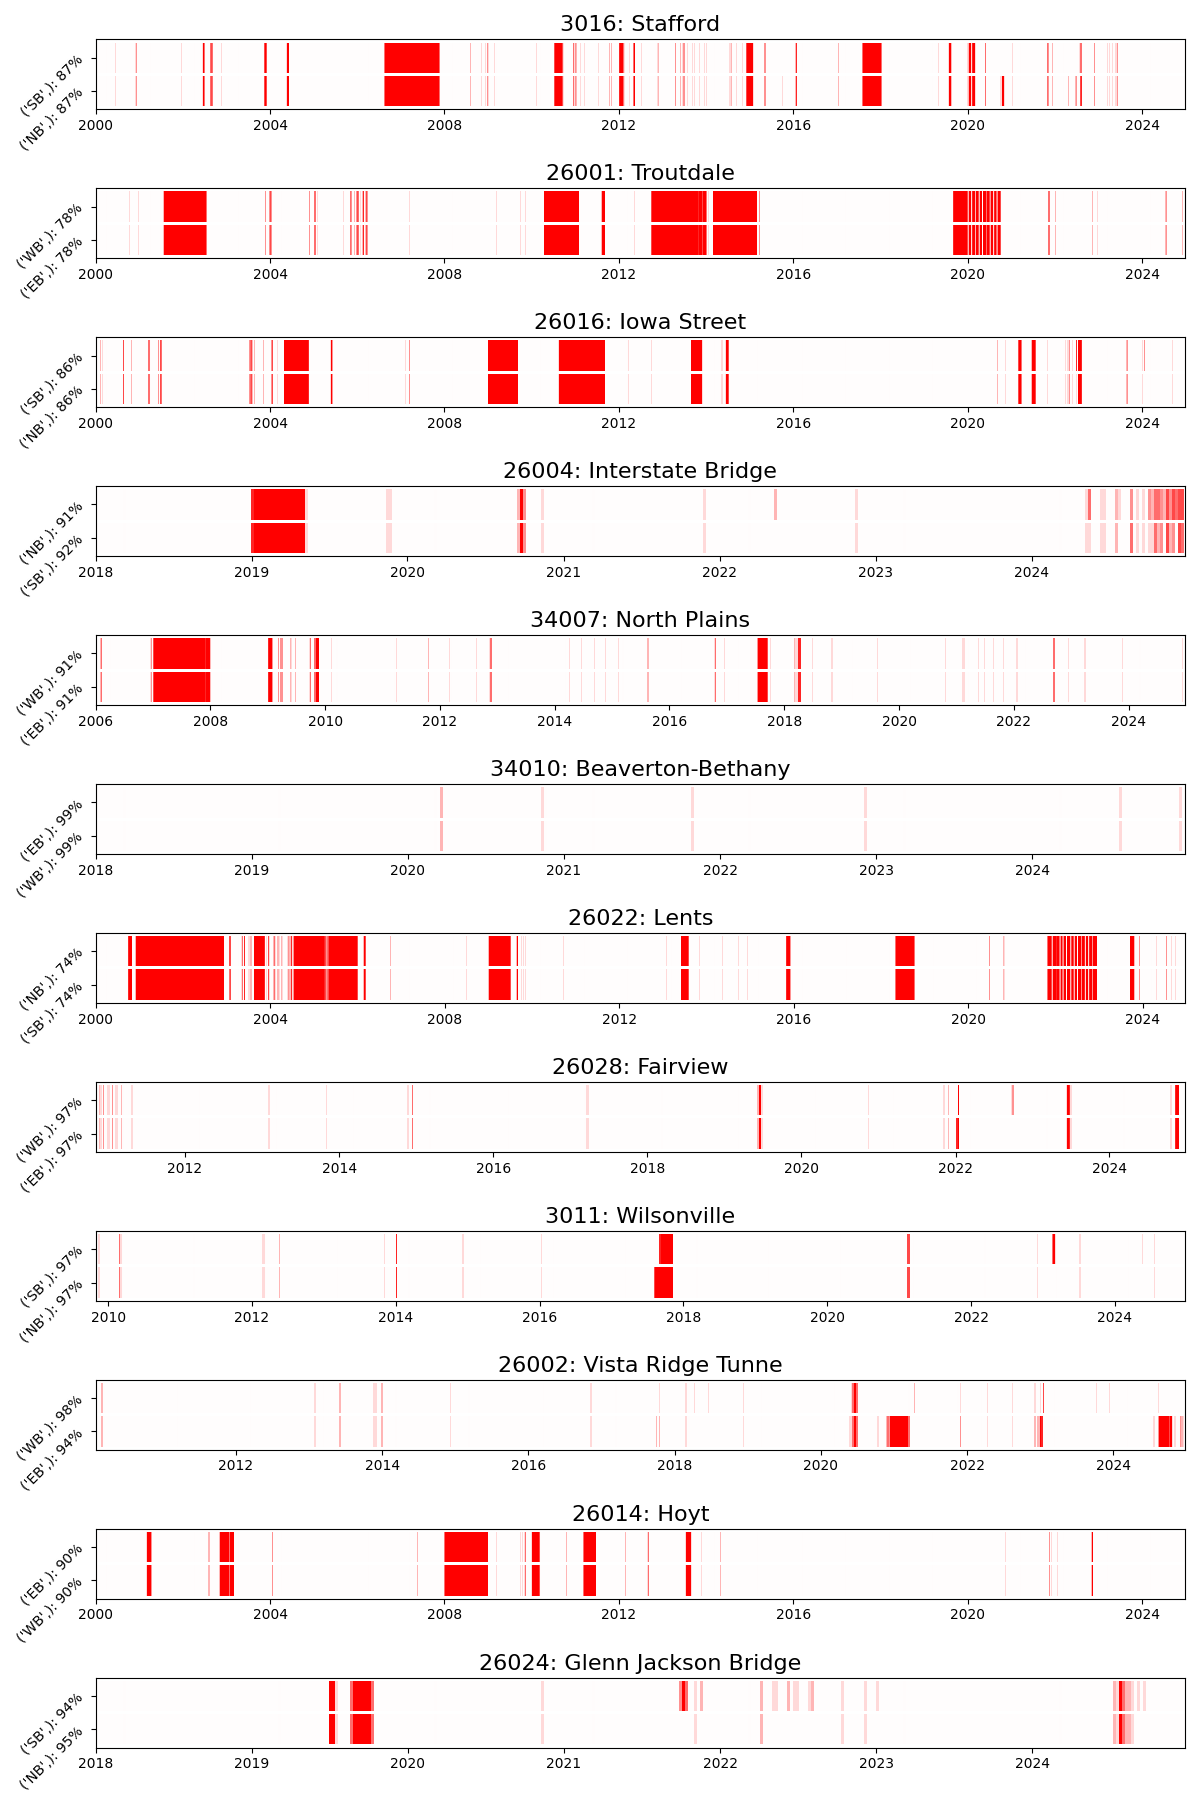 3016: Stafford
('SB',): 87%
('NB',): 87%
2000 2004 2008 2012 2016 2020 2024
26001: Troutdale
('WB',): 78%
('EB',): 78%
2000 2004 2008 2012 2016 2020 2024
26016: Iowa Street
('SB',): 86%
('NB',): 86%
2000 2004 2008 2012 2016 2020 2024
26004: Interstate Bridge
('NB',): 91%
('SB',): 92%
2018 2019 2020 2021 2022 2023 2024
34007: North Plains
('WB',): 91%
('EB',): 91%
2006 2008 2010 2012 2014 2016 2018 2020 2022 2024
34010: Beaverton-Bethany
('EB',): 99%
('WB',): 99%
2018 2019 2020 2021 2022 2023 2024
26022: Lents
('NB',): 74%
('SB',): 74%
2000 2004 2008 2012 2016 2020 2024
26028: Fairview
('WB',): 97%
('EB',): 97%
2012 2014 2016 2018 2020 2022 2024
3011: Wilsonville
('SB',): 97%
('NB',): 97%
2010 2012 2014 2016 2018 2020 2022 2024
26002: Vista Ridge Tunne
('WB',): 98%
('EB',): 94%
2012 2014 2016 2018 2020 2022 2024
26014: Hoyt
('EB',): 90%
('WB',): 90%
2000 2004 2008 2012 2016 2020 2024
26024: Glenn Jackson Bridge
('SB',): 94%
('NB',): 95%
2018 2019 2020 2021 2022 2023 2024